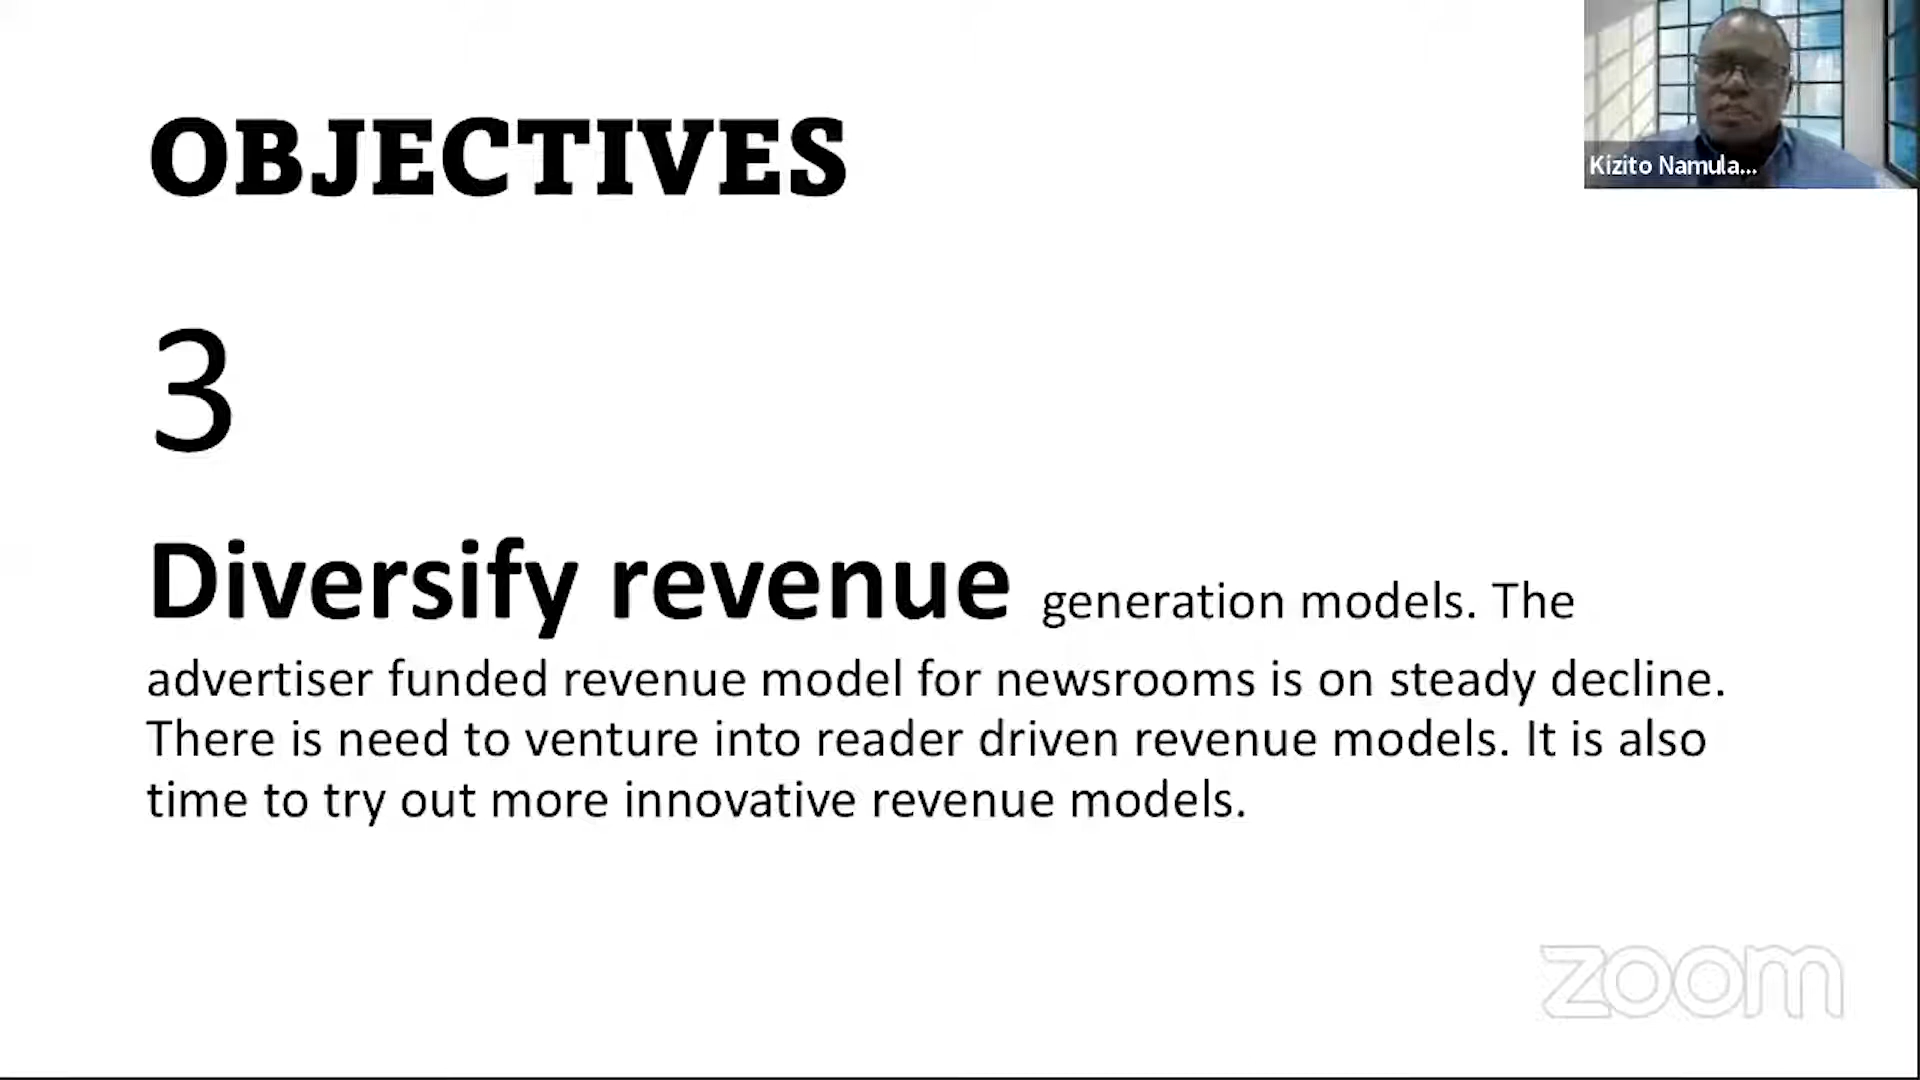 OBJECTIVES
Kizito Namula...
3
Diversify revenue generation models. The
advertiser funded revenue model for newsrooms is on steady decline.
There is need to venture into reader driven revenue models. It is also
time to try out more innovative revenue models.
zoom